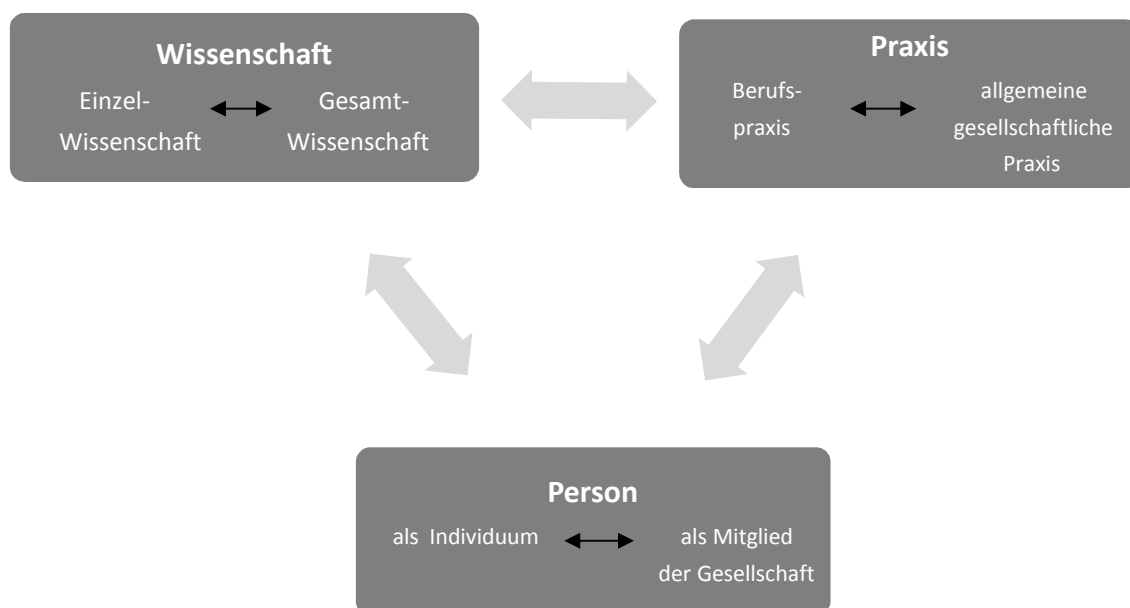 Wissenschaft
Einzel-
Wissenschaft
Gesamt-
Wissenschaft
Praxis
Berufs-
praxis
allgemeine
gesellschaftliche
Praxis
Person
als Individuum
als Mitglied
der Gesellschaft